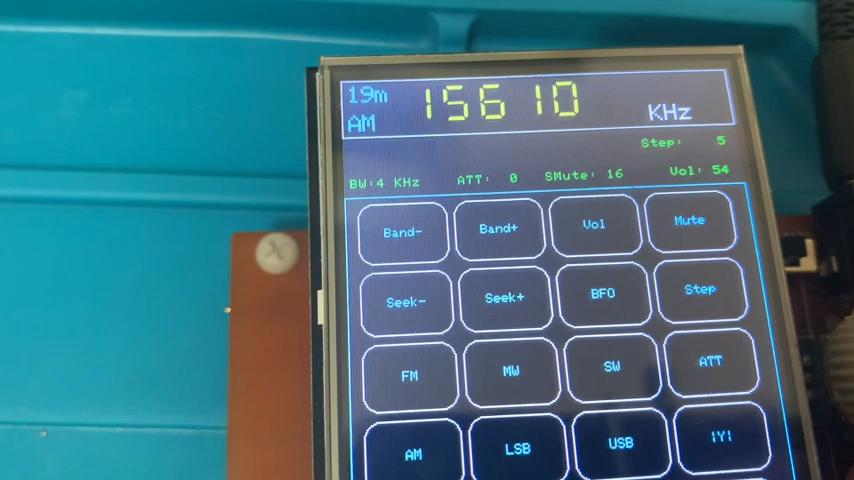 19m 15610
AM KHz
Step: 5
BW:4 KHz ATT: 0 SMute: 16 Vol: 54
Band- Band+ Vol Mute
Seek- Seek+ BFO Step
FM MW SW ATT
AM LSB USB |Y|